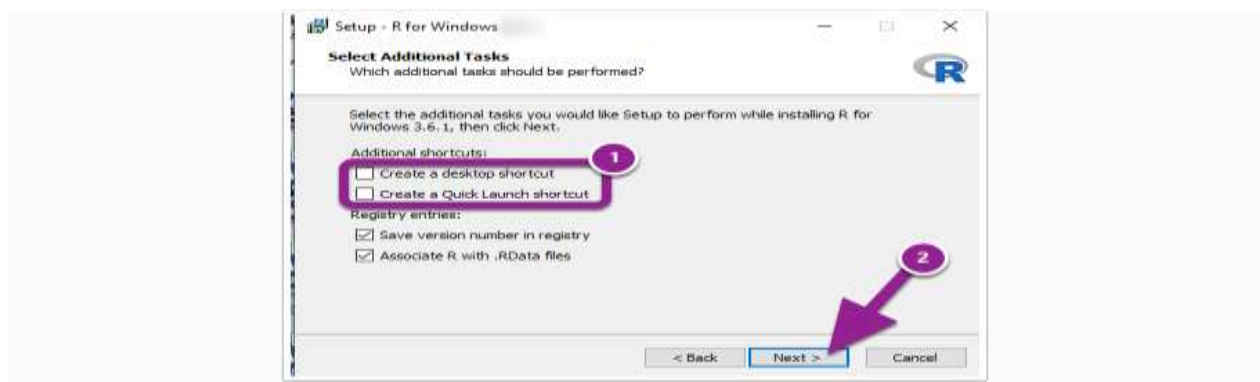 Setup - R for Windows
Select Additional Tasks
Which additional tasks should be performed?
R
Select the additional tasks you would like Setup to perform while installing R for
Windows 3.6.1, then click Next.
Additional shortcuts:
1
Create a desktop shortcut
Create a Quick Launch shortcut
Registry entries:
Save version number in registry
Associate R with .RData files
2
< Back Next > Cancel